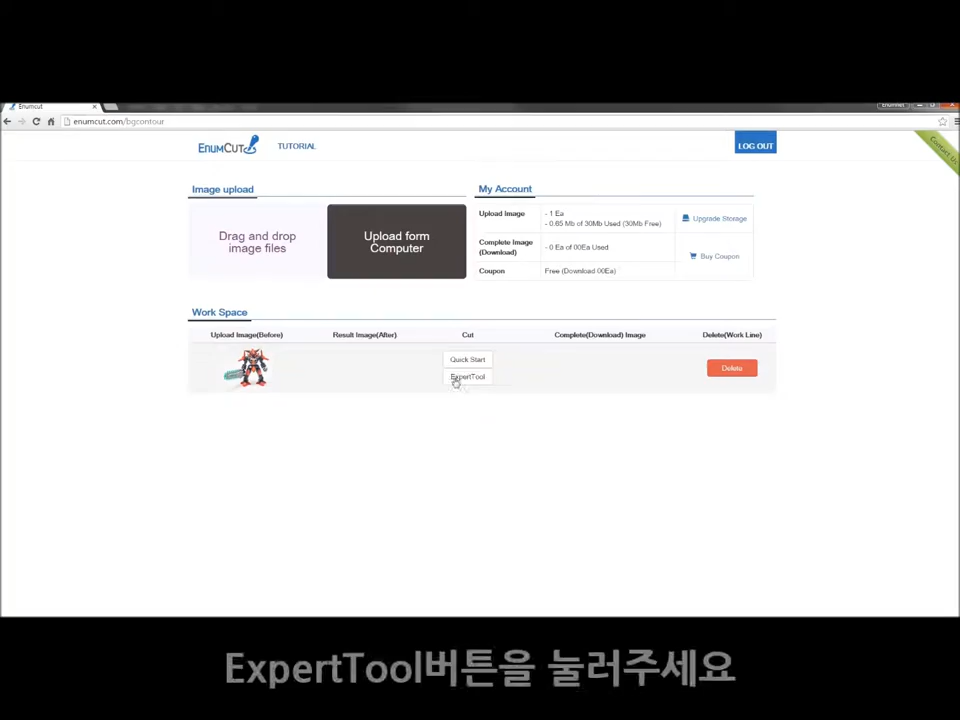 Enumcut
enumcut.com/bgcontour
ENUMCUT
TUTORIAL
LOG OUT
Contact Us
Image upload
Drag and drop
image files
Upload form
Computer
My Account
Upload Image
- 1 Ea
- 0.65 Mb of 30Mb Used (30Mb Free)
Upgrade Storage
Complete Image
(Download)
- 0 Ea of 00Ea Used
Buy Coupon
Coupon
Free (Download 00Ea)
Work Space
Upload Image(Before)
Result Image(After)
Cut
Complete(Download) Image
Delete(Work Line)
Quick Start
ExpertTool
Delete
ExpertTool버튼을 눌러주세요